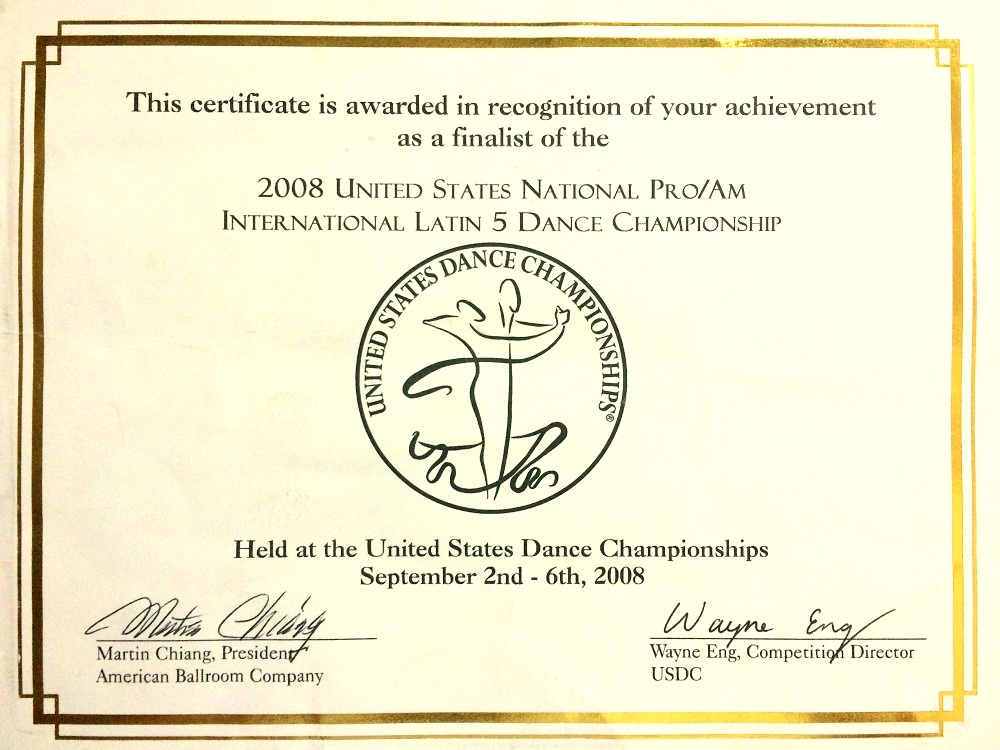 This certificate is awarded in recognition of your achievement
as a finalist of the
2008 United States National Pro/Am
International Latin 5 Dance Championship
UNITED STATES DANCE CHAMPIONSHIPS®
Held at the United States Dance Championships
September 2nd - 6th, 2008
Martin Chiang
Wayne Eng
Martin Chiang, President
Wayne Eng, Competition Director
American Ballroom Company
USDC